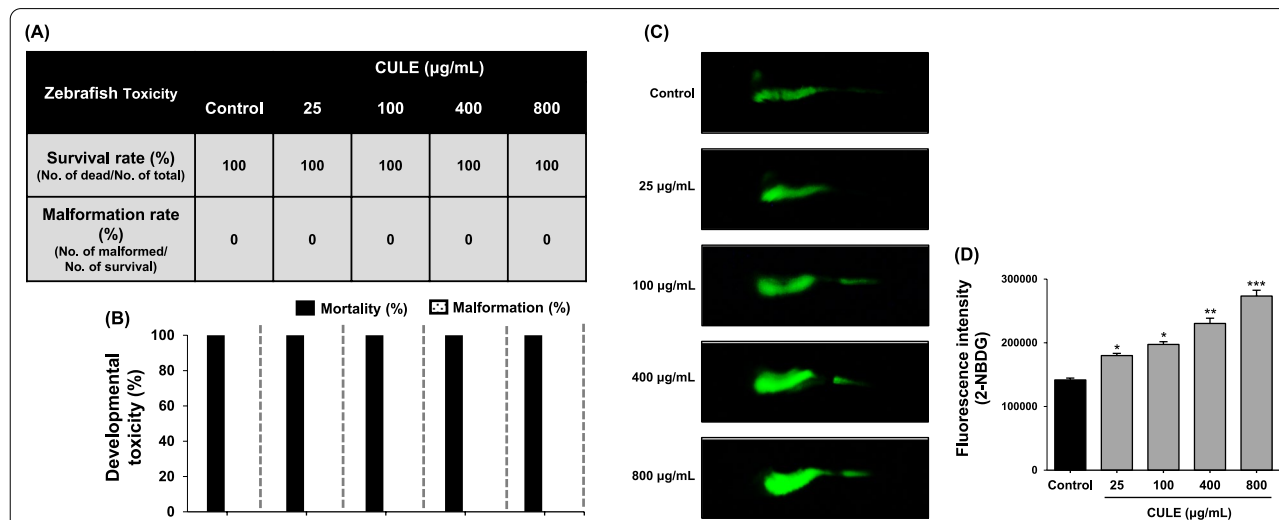 (A)
Zebrafish Toxicity
CULE (µg/mL)
Control 25 100 400 800
Survival rate (%)
(No. of dead/No. of total)
100 100 100 100 100
Malformation rate
(%)
(No. of malformed/
No. of survival)
0 0 0 0 0
(B)
Mortality (%) Malformation (%)
Developmental
toxicity (%)
100
80
60
40
20
0
(C)
Control
25 µg/mL
100 µg/mL
400 µg/mL
800 µg/mL
(D)
Fluorescence intensity
(2-NBDG)
300000
200000
100000
0
*
*
**
***
Control 25 100 400 800
CULE (µg/mL)